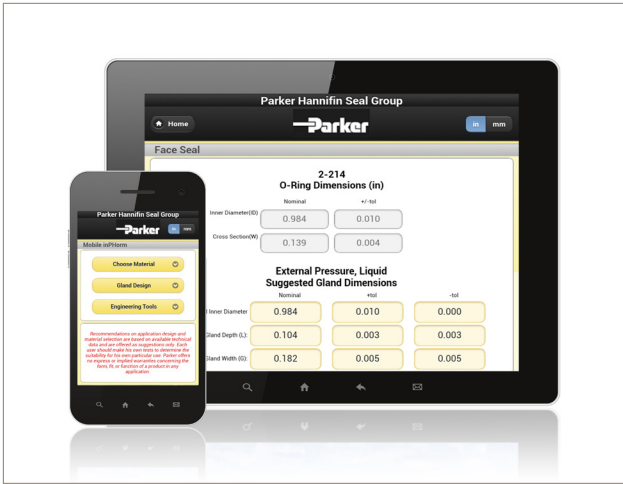 Parker Hannifin Seal Group
Home
Parker
in mm
Face Seal
2-214
O-Ring Dimensions (in)
Nominal +/-tol
Inner Diameter(ID) 0.984 0.010
Cross Section(W) 0.139 0.004
External Pressure, Liquid
Suggested Gland Dimensions
Nominal +tol -tol
Inner Diameter 0.984 0.010 0.000
Gland Depth (L): 0.104 0.003 0.003
Gland Width (G): 0.182 0.005 0.005
Parker Hannifin Seal Group
Parker
in mm
Mobile inPHorm
Choose Material
Gland Design
Engineering Tools
Recommendations on application design and
material selection are based on available technical
data and are offered as suggestions only. Each
user should make his own tests to determine the
suitability for his own particular use. Parker offers
no express or implied warranties concerning the
form, fit, or function of a product in any
application.